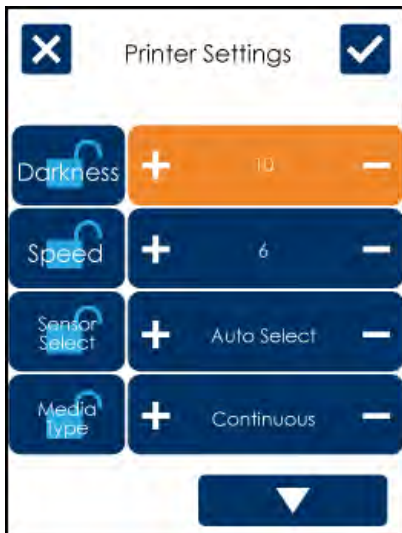 Printer Settings
Darkness + 10 −
Speed + 6 −
Sensor
Select + Auto Select −
Media
Type + Continuous −